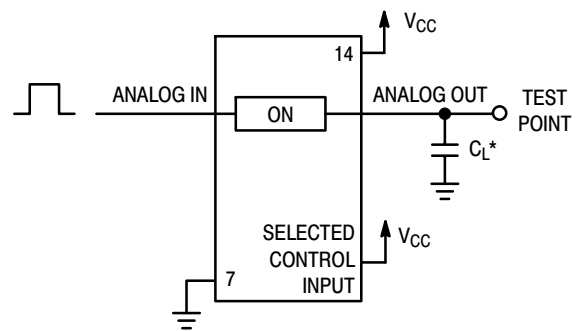 VCC
14
ANALOG IN
ON
ANALOG OUT
TEST
POINT
CL*
SELECTED
CONTROL
INPUT
VCC
7